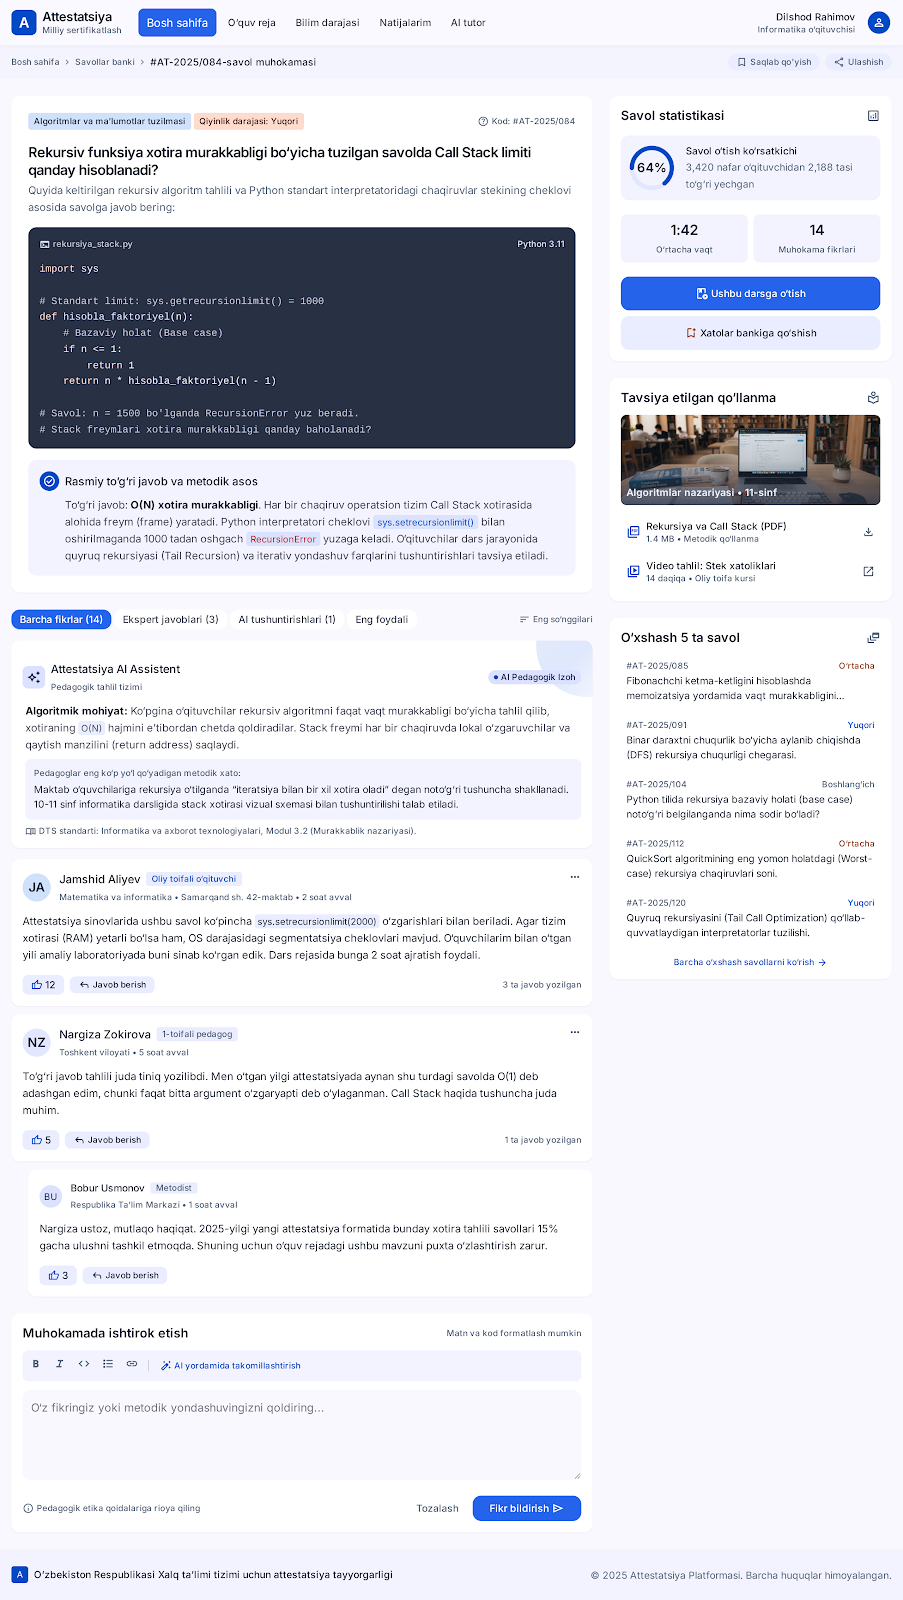 A
Attestatsiya
Milliy sertifikatlash
Bosh sahifa
O‘quv reja
Bilim darajasi
Natijalarim
AI tutor
Dilshod Rahimov
Informatika o‘qituvchisi
Bosh sahifa > Savollar banki > #AT-2025/084-savol muhokamasi
Saqlab qo‘yish
Ulashish
Algoritmlar va ma’lumotlar tuzilmasi
Qiyinlik darajasi: Yuqori
Kod: #AT-2025/084
Rekursiv funksiya xotira murakkabligi bo‘yicha tuzilgan savolda Call Stack limiti
qanday hisoblanadi?
Quyida keltirilgan rekursiv algoritm tahlili va Python standart interpretatoridagi chaqiruvlar stekining cheklovi
asosida savolga javob bering:
rekursiya_stack.py
Python 3.11
import sys
# Standart limit: sys.getrecursionlimit() = 1000
def hisobla_faktoriyel(n):
    # Bazaviy holat (Base case)
    if n <= 1:
        return 1
    return n * hisobla_faktoriyel(n - 1)
# Savol: n = 1500 bo'lganda RecursionError yuz beradi.
# Stack freymlari xotira murakkabligi qanday baholanadi?
Rasmiy to‘g‘ri javob va metodik asos
To‘g‘ri javob: O(N) xotira murakkabligi. Har bir chaqiruv operatsion tizim Call Stack xotirasida
alohida freym (frame) yaratadi. Python interpretatori cheklovi sys.setrecursionlimit() bilan
oshirilmaganda 1000 tadan oshgach RecursionError yuzaga keladi. O‘qituvchilar dars jarayonida
quyruq rekursiyasi (Tail Recursion) va iterativ yondashuv farqlarini tushuntirishlari tavsiya etiladi.
Barcha fikrlar (14)
Ekspert javoblari (3)
AI tushuntirishlari (1)
Eng foydali
Eng so‘nggilari
Attestatsiya AI Assistent
Pedagogik tahlil tizimi
AI Pedagogik Izoh
Algoritmik mohiyat: Ko‘pgina o‘qituvchilar rekursiv algoritmni faqat vaqt murakkabligi bo‘yicha tahlil qilib,
xotiraning O(N) hajmini e’tibordan chetda qoldiradilar. Stack freymi har bir chaqiruvda lokal o‘zgaruvchilar va
qaytish manzilini (return address) saqlaydi.
Pedagoglar eng ko‘p yo‘l qo‘yadigan metodik xato:
Maktab o‘quvchilariga rekursiya o‘tilganda “iteratsiya bilan bir xil xotira oladi” degan noto‘g‘ri tushuncha shakllanadi.
10-11 sinf informatika darsligida stack xotirasi vizual sxemasi bilan tushuntirilishi talab etiladi.
DTS standarti: Informatika va axborot texnologiyalari, Modul 3.2 (Murakkablik nazariyasi).
JA
Jamshid Aliyev
Oliy toifali o‘qituvchi
Matematika va informatika • Samarqand sh. 42-maktab • 2 soat avval
Attestatsiya sinovlarida ushbu savol ko‘pincha sys.setrecursionlimit(2000) o‘zgarishlari bilan beriladi. Agar tizim
xotirasi (RAM) yetarli bo‘lsa ham, OS darajasidagi segmentatsiya cheklovlari mavjud. O‘quvchilarim bilan o‘tgan
yili amaliy laboratoriyada buni sinab ko‘rgan edik. Dars rejasida bunga 2 soat ajratish foydali.
12
Javob berish
3 ta javob yozilgan
NZ
Nargiza Zokirova
1-toifali pedagog
Toshkent viloyati • 5 soat avval
To‘g‘ri javob tahlili juda tiniq yozilibdi. Men o‘tgan yilgi attestatsiyada aynan shu turdagi savolda O(1) deb
adashgan edim, chunki faqat bitta argument o‘zgaryapti deb o‘ylaganman. Call Stack haqida tushuncha juda
muhim.
5
Javob berish
1 ta javob yozilgan
BU
Bobur Usmonov
Metodist
Respublika Ta’lim Markazi • 1 soat avval
Nargiza ustoz, mutlaqo haqiqat. 2025-yilgi yangi attestatsiya formatida bunday xotira tahlili savollari 15%
gacha ulushni tashkil etmoqda. Shuning uchun o‘quv rejadagi ushbu mavzuni puxta o‘zlashtirish zarur.
3
Javob berish
Muhokamada ishtirok etish
Matn va kod formatlash mumkin
B
I
AI yordamida takomillashtirish
O‘z fikringiz yoki metodik yondashuvingizni qoldiring...
Pedagogik etika qoidalariga rioya qiling
Tozalash
Fikr bildirish
Savol statistikasi
64%
Savol o‘tish ko‘rsatkichi
3,420 nafar o‘qituvchidan 2,188 tasi
to‘g‘ri yechgan
1:42
O‘rtacha vaqt
14
Muhokama fikrlari
Ushbu darsga o‘tish
Xatolar bankiga qo‘shish
Tavsiya etilgan qo‘llanma
Algoritmlar nazariyasi • 11-sinf
Rekursiya va Call Stack (PDF)
1.4 MB • Metodik qo‘llanma
Video tahlil: Stek xatoliklari
14 daqiqa • Oliy toifa kursi
O‘xshash 5 ta savol
#AT-2025/085
O‘rtacha
Fibonachchi ketma-ketligini hisoblashda
memoizatsiya yordamida vaqt murakkabligini...
#AT-2025/091
Yuqori
Binar daraxtni chuqurlik bo‘yicha aylanib chiqishda
(DFS) rekursiya chuqurligi chegarasi.
#AT-2025/104
Boshlang‘ich
Python tilida rekursiya bazaviy holati (base case)
noto‘g‘ri belgilanganda nima sodir bo‘ladi?
#AT-2025/112
O‘rtacha
QuickSort algoritmining eng yomon holatdagi (Worst-
case) rekursiya chaqiruvlari soni.
#AT-2025/120
Yuqori
Quyruq rekursiyasini (Tail Call Optimization) qo‘llab-
quvvatlaydigan interpretatorlar tuzilishi.
Barcha o‘xshash savollarni ko‘rish →
A
O‘zbekiston Respublikasi Xalq ta’limi tizimi uchun attestatsiya tayyorgarligi
© 2025 Attestatsiya Platformasi. Barcha huquqlar himoyalangan.